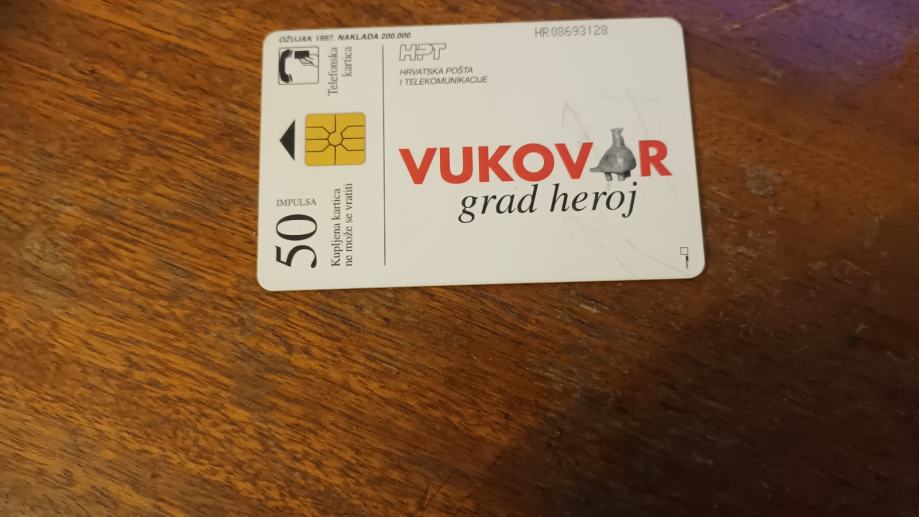 OŽUJAK 1997. NAKLADA 200.000
HR08693128
Telefonska
kartica
HPT
HRVATSKA POŠTA
I TELEKOMUNIKACIJE
VUKOVAR
grad heroj
50
IMPULSA
Kupljena kartica
ne može se vratiti